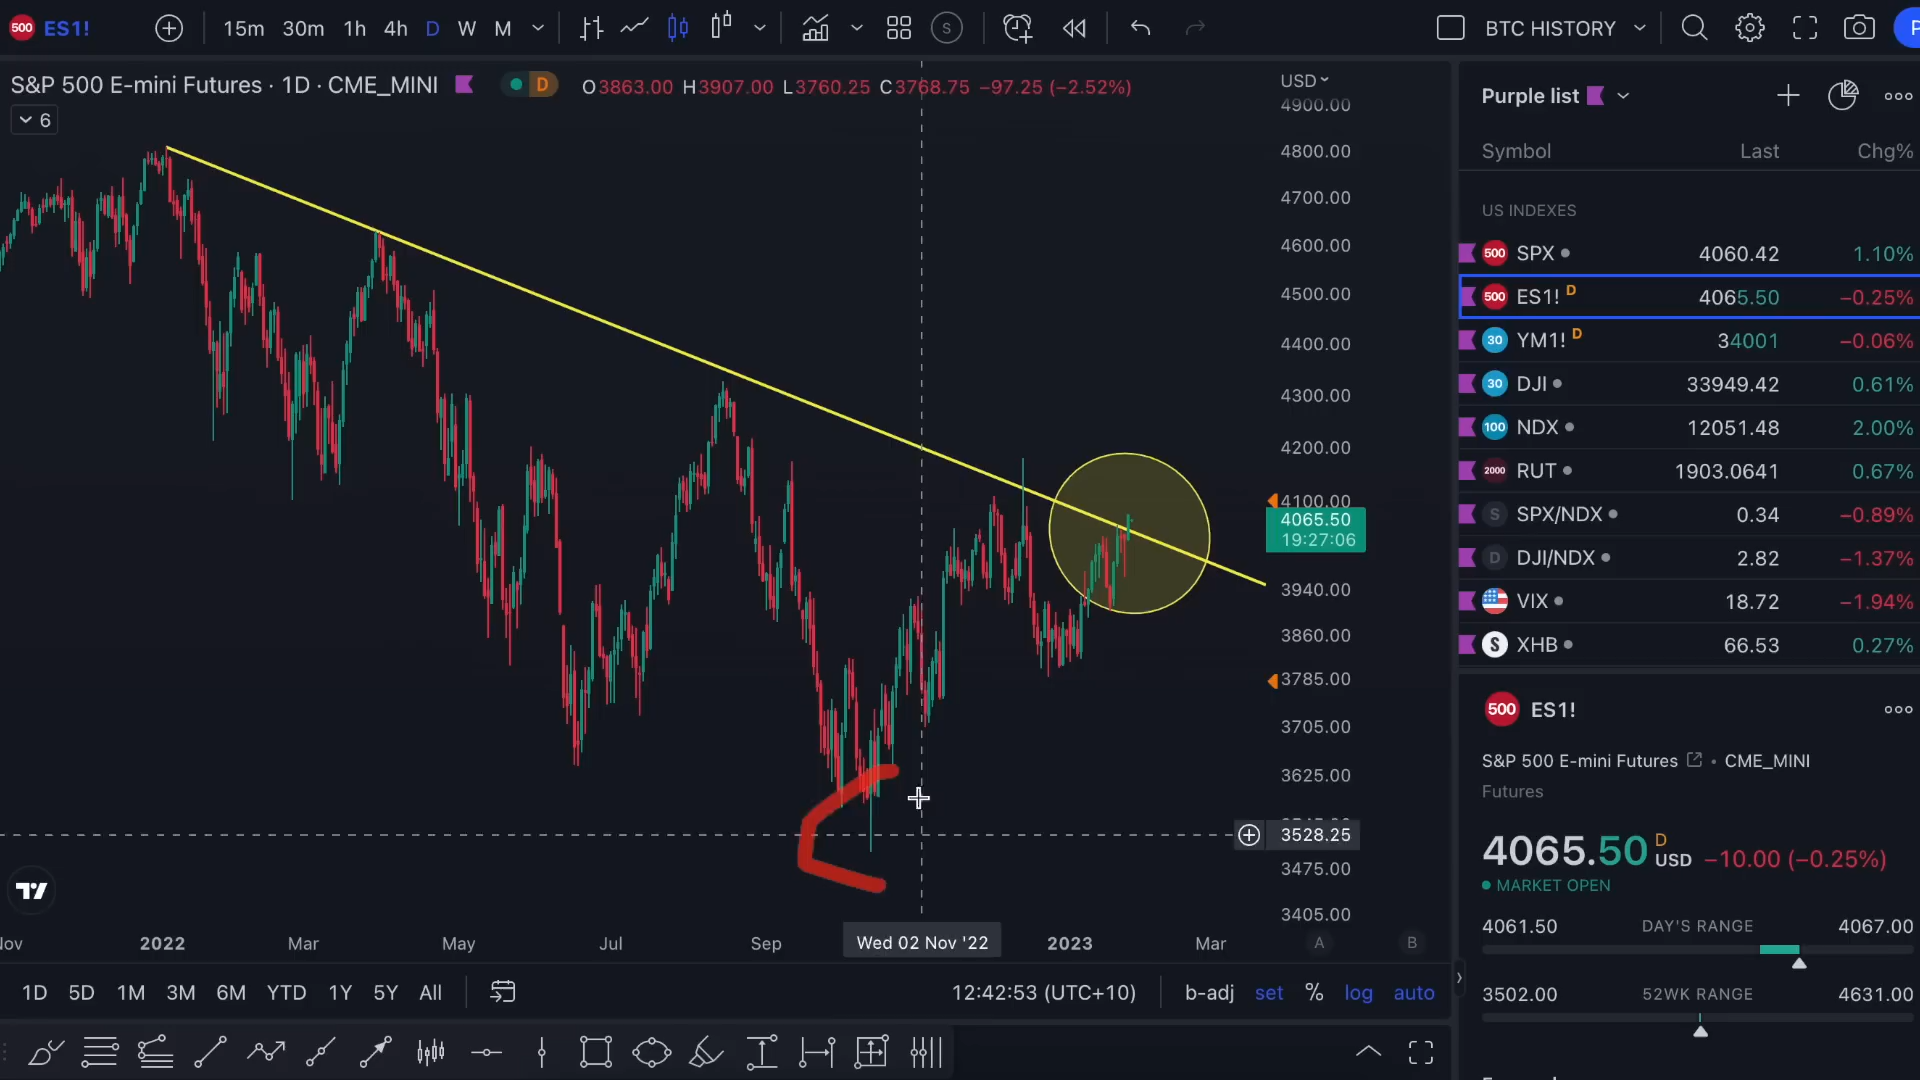 500 ES1! 15m 30m 1h 4h D W M S BTC HISTORY P
S&P 500 E-mini Futures · 1D · CME_MINI D O3863.00 H3907.00 L3760.25 C3768.75 −97.25 (−2.52%)
6
USD
4900.00
4800.00
4700.00
4600.00
4500.00
4400.00
4300.00
4200.00
4100.00
4065.50
19:27:06
3940.00
3860.00
3785.00
3705.00
3625.00
3528.25
3475.00
3405.00
Nov 2022 Mar May Jul Sep Wed 02 Nov '22 2023 Mar A B
1D 5D 1M 3M 6M YTD 1Y 5Y All 12:42:53 (UTC+10) b-adj set % log auto
Purple list
Symbol Last Chg%
US INDEXES
500 SPX 4060.42 1.10%
500 ES1! D 4065.50 −0.25%
30 YM1! D 34001 −0.06%
30 DJI 33949.42 0.61%
100 NDX 12051.48 2.00%
2000 RUT 1903.0641 0.67%
S SPX/NDX 0.34 −0.89%
D DJI/NDX 2.82 −1.37%
VIX 18.72 −1.94%
S XHB 66.53 0.27%
500 ES1!
S&P 500 E-mini Futures • CME_MINI
Futures
4065.50 D USD −10.00 (−0.25%)
MARKET OPEN
4061.50 DAY'S RANGE 4067.00
3502.00 52WK RANGE 4631.00